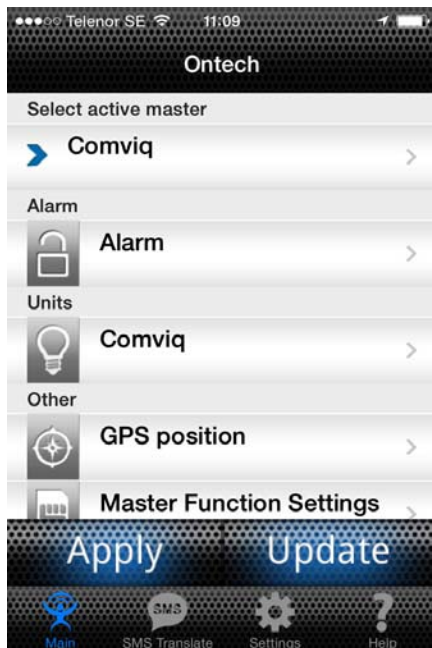 Telenor SE 11:09
Ontech
Select active master
Comviq
Alarm
Alarm
Units
Comviq
Other
GPS position
Master Function Settings
Apply Update
SMS
Main SMS Translate Settings Help